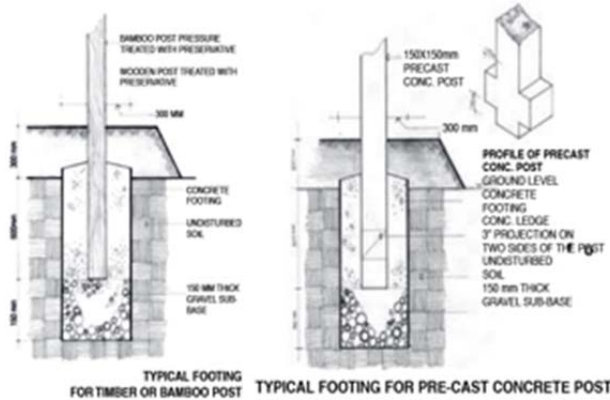 BAMBOO POST PRESSURE
TREATED WITH PRESERVATIVE
WOODEN POST TREATED WITH
PRESERVATIVE
300 MM
300 MM
CONCRETE
FOOTING
UNDISTURBED
SOIL
150 MM THICK
GRAVEL SUB-
BASE
150 mm
TYPICAL FOOTING
FOR TIMBER OR BAMBOO POST
150X150mm
PRECAST
CONC. POST
300 mm
PROFILE OF PRECAST
CONC. POST
GROUND LEVEL
CONCRETE
FOOTING
CONC. LEDGE
3" PROJECTION ON
TWO SIDES OF THE POST
UNDISTURBED
SOIL
150 mm THICK
GRAVEL SUB-BASE
TYPICAL FOOTING FOR PRE-CAST CONCRETE POST